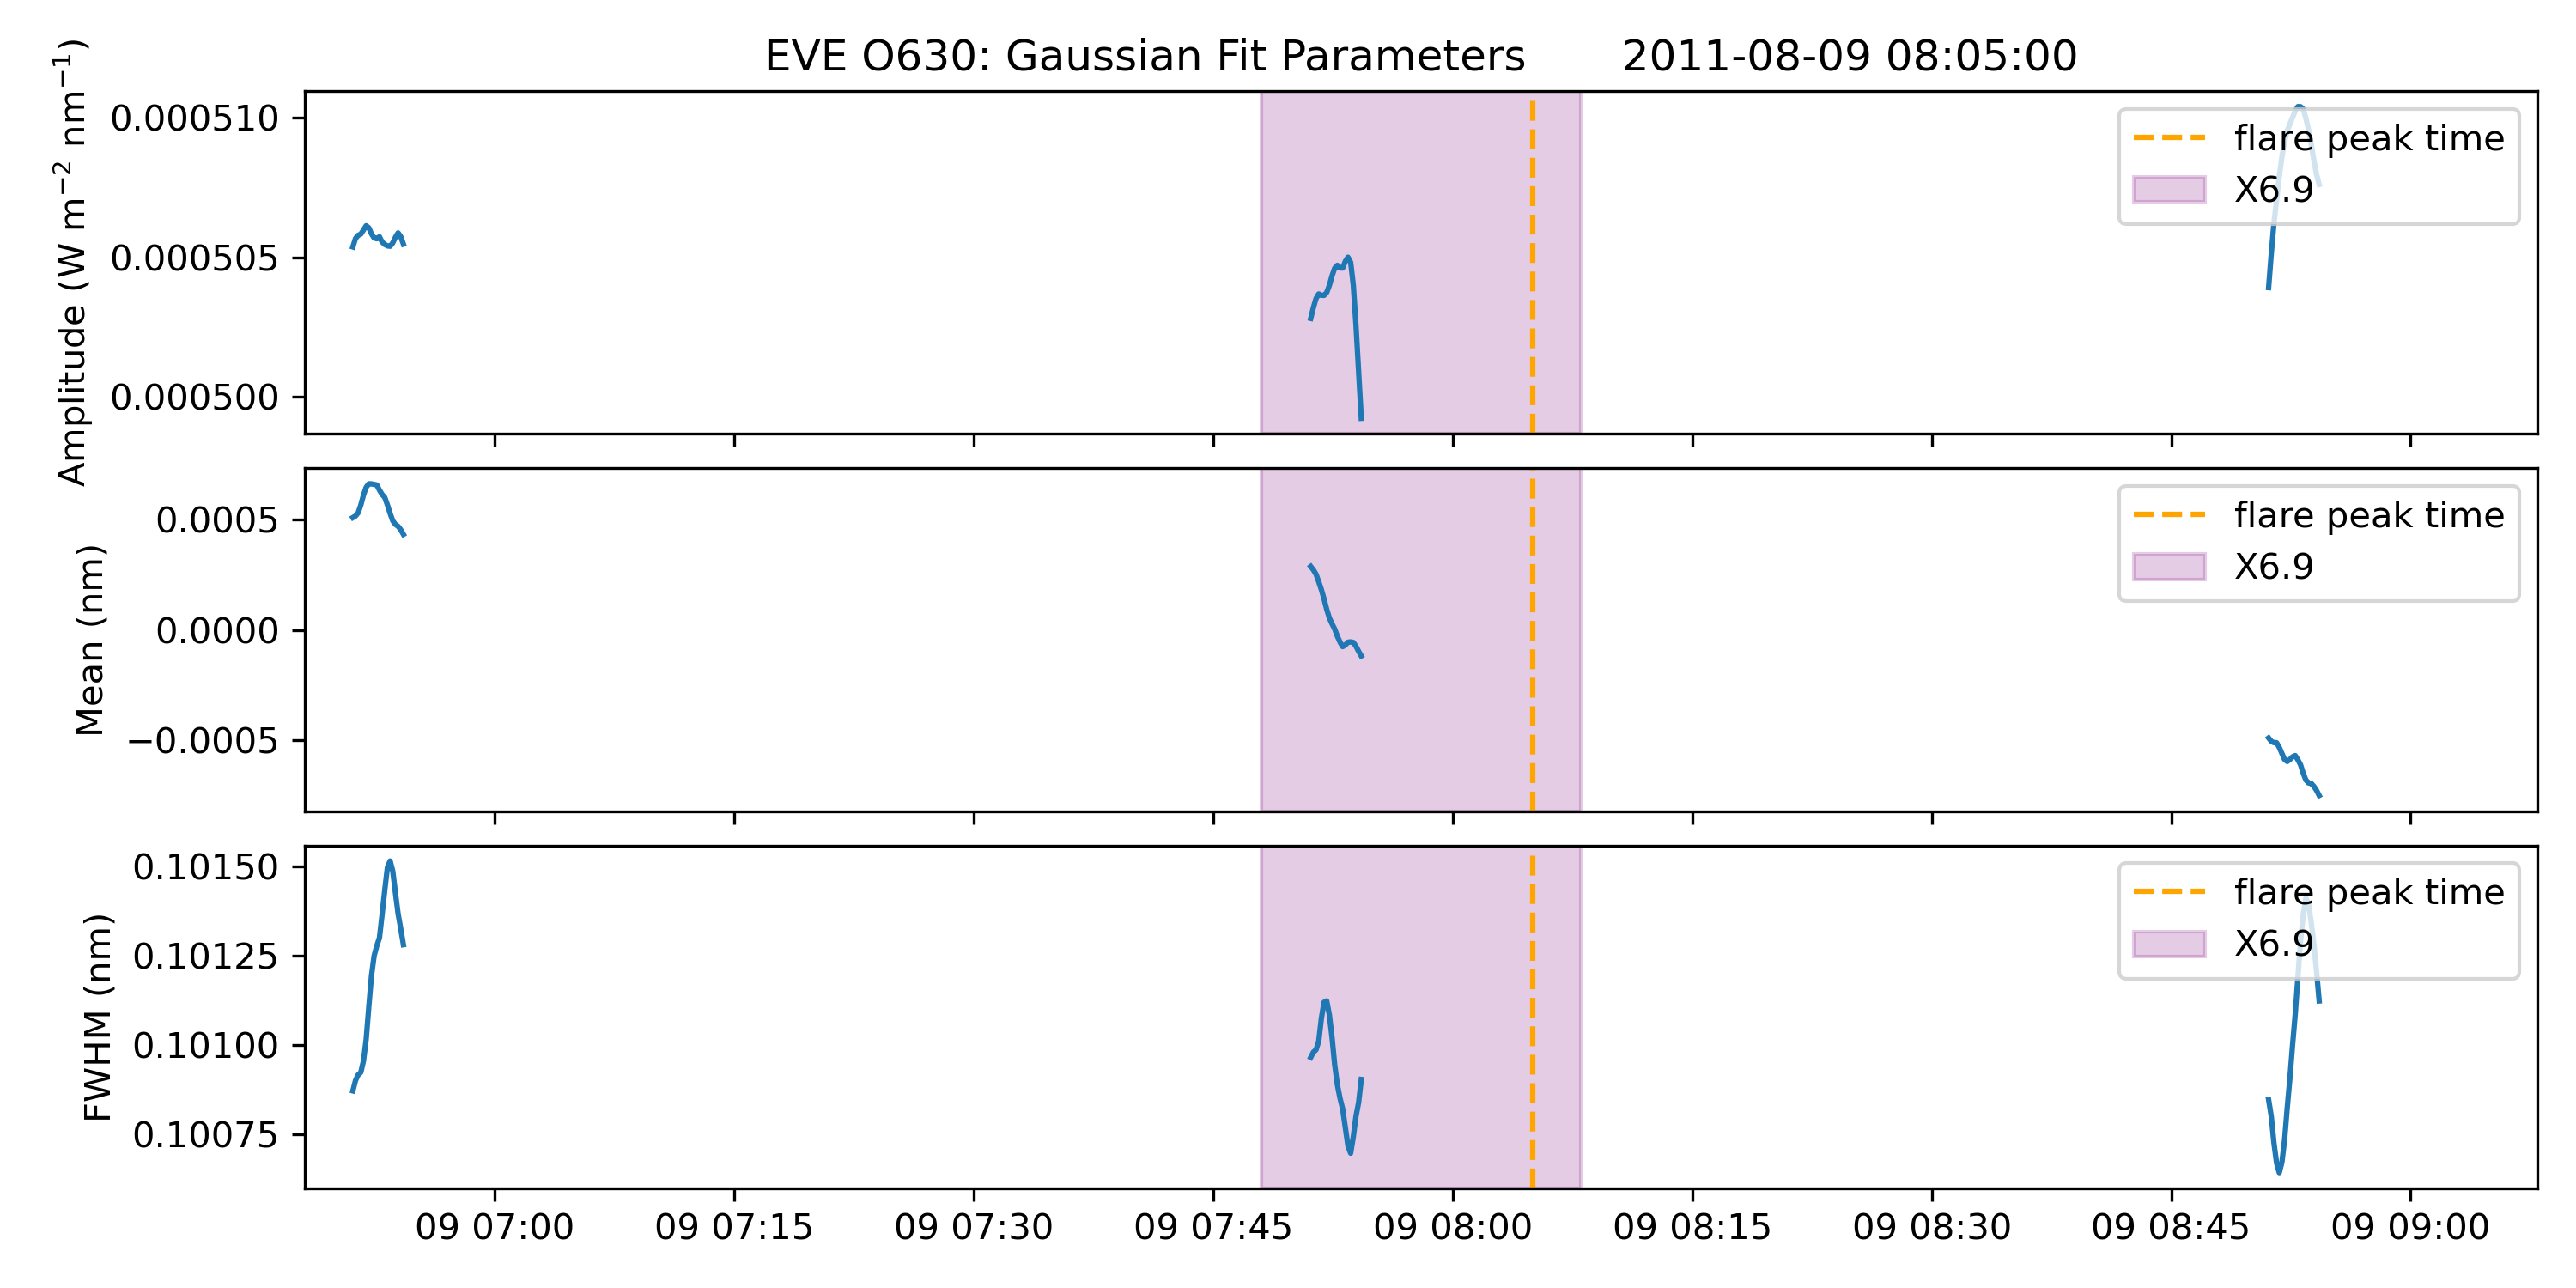 EVE O630: Gaussian Fit Parameters 2011-08-09 08:05:00
Amplitude (W m⁻² nm⁻¹)
0.000510
0.000505
0.000500
flare peak time
X6.9
Mean (nm)
0.0005
0.0000
−0.0005
flare peak time
X6.9
FWHM (nm)
0.10150
0.10125
0.10100
0.10075
flare peak time
X6.9
09 07:00 09 07:15 09 07:30 09 07:45 09 08:00 09 08:15 09 08:30 09 08:45 09 09:00